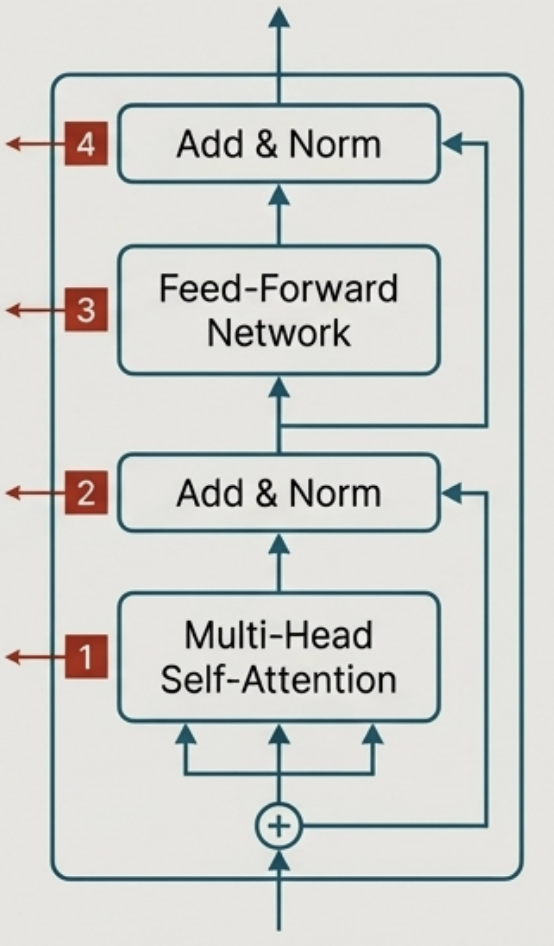 4
Add & Norm
3
Feed-Forward
Network
2
Add & Norm
1
Multi-Head
Self-Attention
+